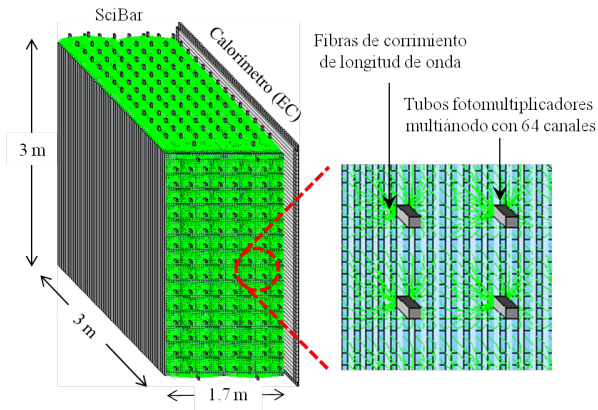 SciBar
Calorímetro (EC)
Fibras de corrimiento
de longitud de onda
Tubos fotomultiplicadores
multiánodo con 64 canales
3 m
3 m
1.7 m